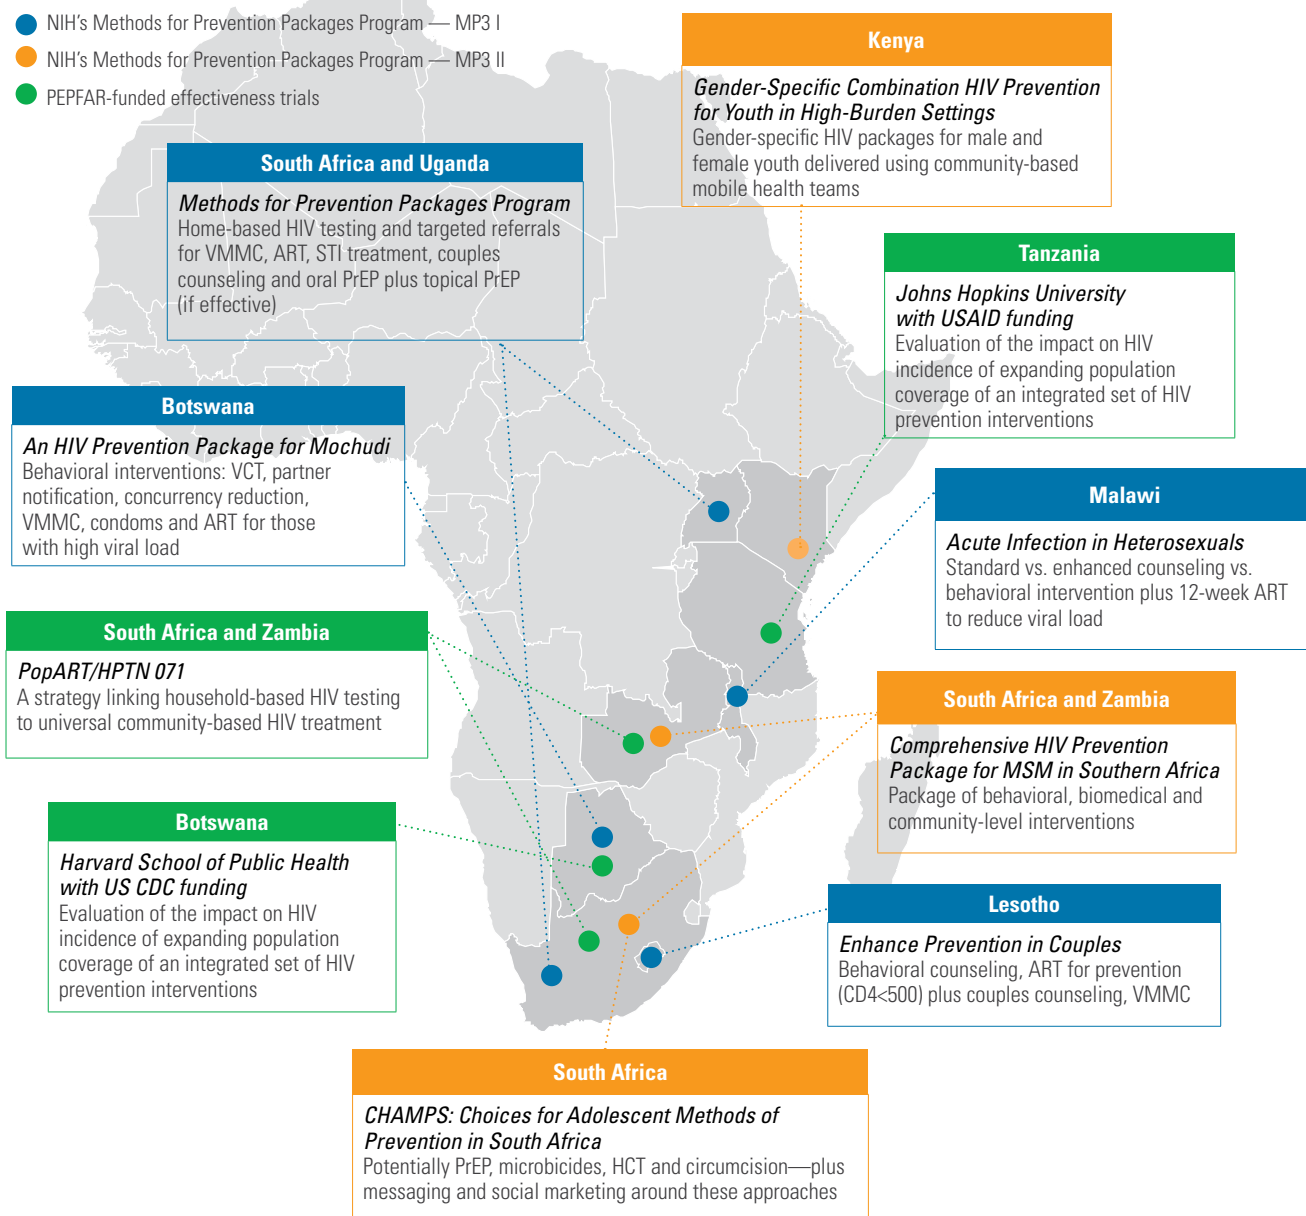 NIH's Methods for Prevention Packages Program — MP3 I
NIH's Methods for Prevention Packages Program — MP3 II
PEPFAR-funded effectiveness trials
Kenya
Gender-Specific Combination HIV Prevention
for Youth in High-Burden Settings
Gender-specific HIV packages for male and
female youth delivered using community-based
mobile health teams
South Africa and Uganda
Methods for Prevention Packages Program
Home-based HIV testing and targeted referrals
for VMMC, ART, STI treatment, couples
counseling and oral PrEP plus topical PrEP
(if effective)
Tanzania
Johns Hopkins University
with USAID funding
Evaluation of the impact on HIV
incidence of expanding population
coverage of an integrated set of HIV
prevention interventions
Botswana
An HIV Prevention Package for Mochudi
Behavioral interventions: VCT, partner
notification, concurrency reduction,
VMMC, condoms and ART for those
with high viral load
Malawi
Acute Infection in Heterosexuals
Standard vs. enhanced counseling vs.
behavioral intervention plus 12-week ART
to reduce viral load
South Africa and Zambia
PopART/HPTN 071
A strategy linking household-based HIV testing
to universal community-based HIV treatment
South Africa and Zambia
Comprehensive HIV Prevention
Package for MSM in Southern Africa
Package of behavioral, biomedical and
community-level interventions
Botswana
Harvard School of Public Health
with US CDC funding
Evaluation of the impact on HIV
incidence of expanding population
coverage of an integrated set of HIV
prevention interventions
Lesotho
Enhance Prevention in Couples
Behavioral counseling, ART for prevention
(CD4<500) plus couples counseling, VMMC
South Africa
CHAMPS: Choices for Adolescent Methods of
Prevention in South Africa
Potentially PrEP, microbicides, HCT and circumcision—plus
messaging and social marketing around these approaches